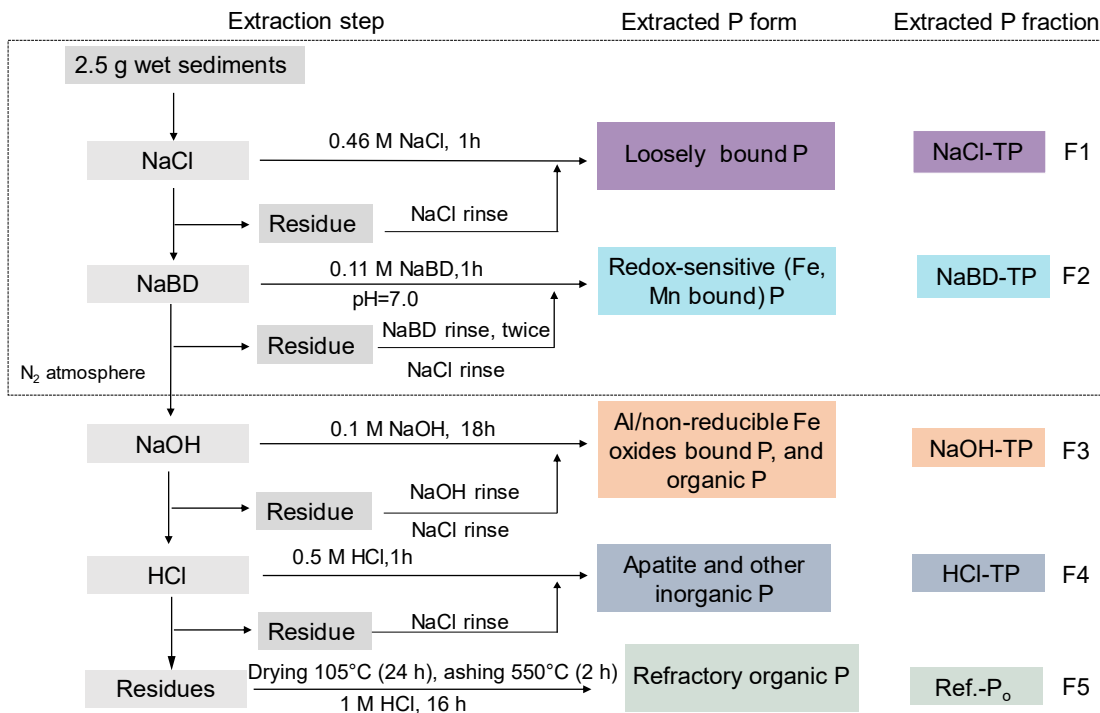 Extraction step
Extracted P form
Extracted P fraction
2.5 g wet sediments
0.46 M NaCl, 1h
NaCl
Loosely bound P
NaCl-TP
F1
Residue
NaCl rinse
0.11 M NaBD,1h
NaBD
pH=7.0
Redox-sensitive (Fe,
Mn bound) P
NaBD-TP
F2
NaBD rinse, twice
Residue
NaCl rinse
N₂ atmosphere
0.1 M NaOH, 18h
NaOH
Al/non-reducible Fe
oxides bound P, and
organic P
NaOH-TP
F3
NaOH rinse
Residue
NaCl rinse
0.5 M HCl,1h
HCl
Apatite and other
inorganic P
HCl-TP
F4
Residue
NaCl rinse
Drying 105°C (24 h), ashing 550°C (2 h)
Residues
1 M HCl, 16 h
Refractory organic P
Ref.-Pₒ
F5